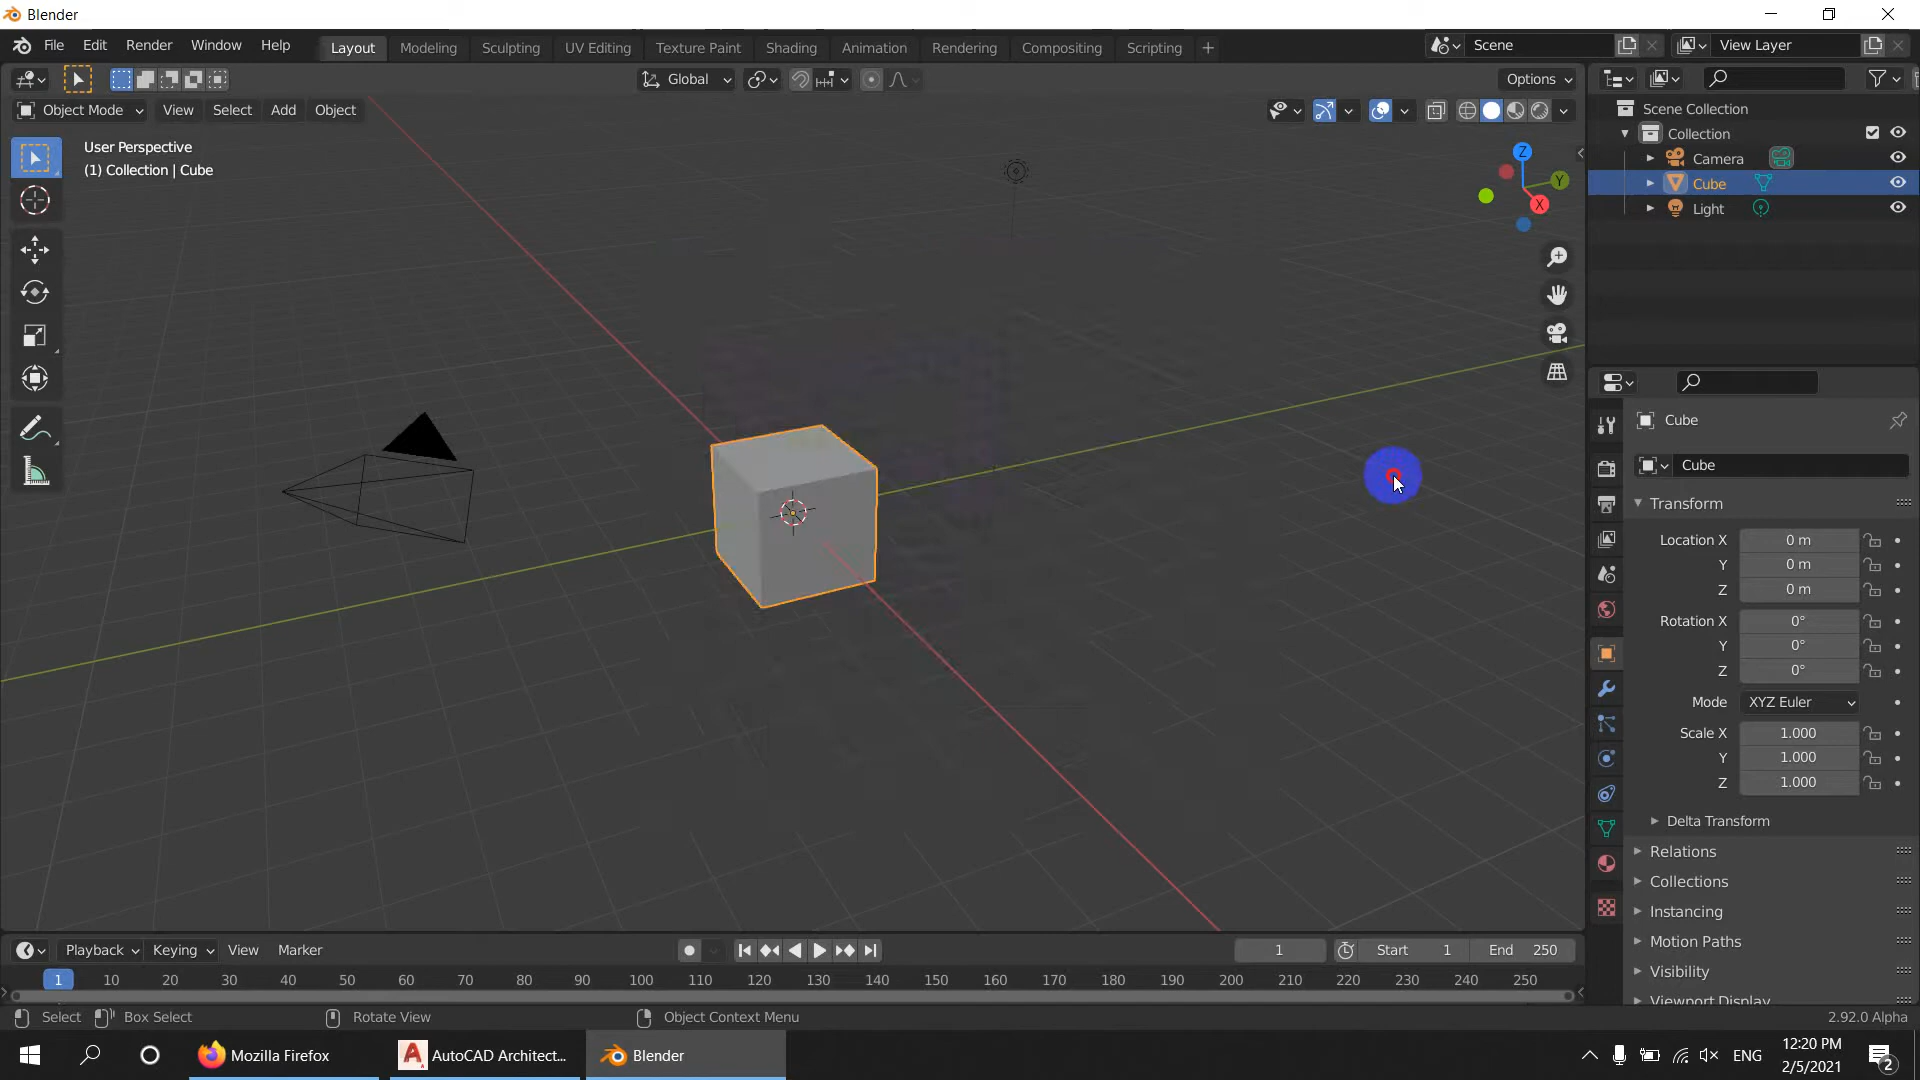 Blender
File Edit Render Window Help Layout Modeling Sculpting UV Editing Texture Paint Shading Animation Rendering Compositing Scripting + Scene View Layer
Global Options
Object Mode View Select Add Object
User Perspective
(1) Collection | Cube
Z
Y
X
Scene Collection
Collection
Camera
Cube
Light
Cube
Cube
Transform
Location X 0 m
Y 0 m
Z 0 m
Rotation X 0°
Y 0°
Z 0°
Mode XYZ Euler
Scale X 1.000
Y 1.000
Z 1.000
Delta Transform
Relations
Collections
Instancing
Motion Paths
Visibility
Viewport Display
Playback Keying View Marker 1 Start 1 End 250
1 10 20 30 40 50 60 70 80 90 100 110 120 130 140 150 160 170 180 190 200 210 220 230 240 250
Select Box Select Rotate View Object Context Menu 2.92.0 Alpha
Mozilla Firefox AutoCAD Architect... Blender ENG 12:20 PM
2/5/2021
2